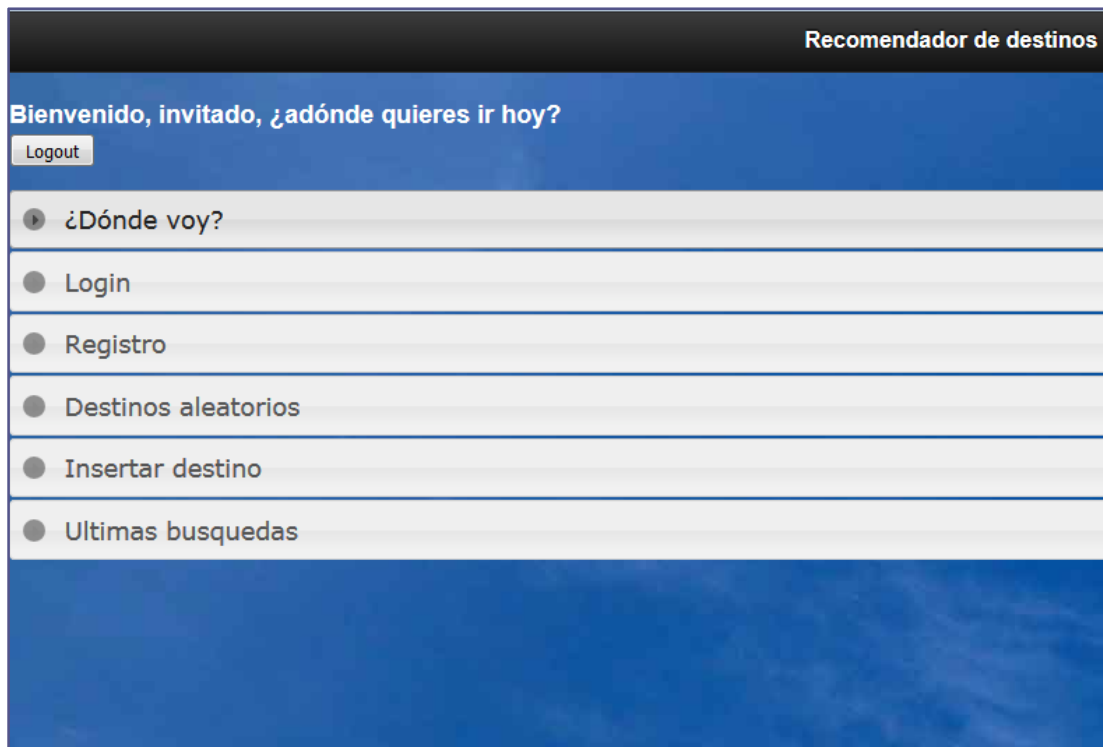 Recomendador de destinos
Bienvenido, invitado, ¿adónde quieres ir hoy?
Logout
¿Dónde voy?
Login
Registro
Destinos aleatorios
Insertar destino
Ultimas busquedas